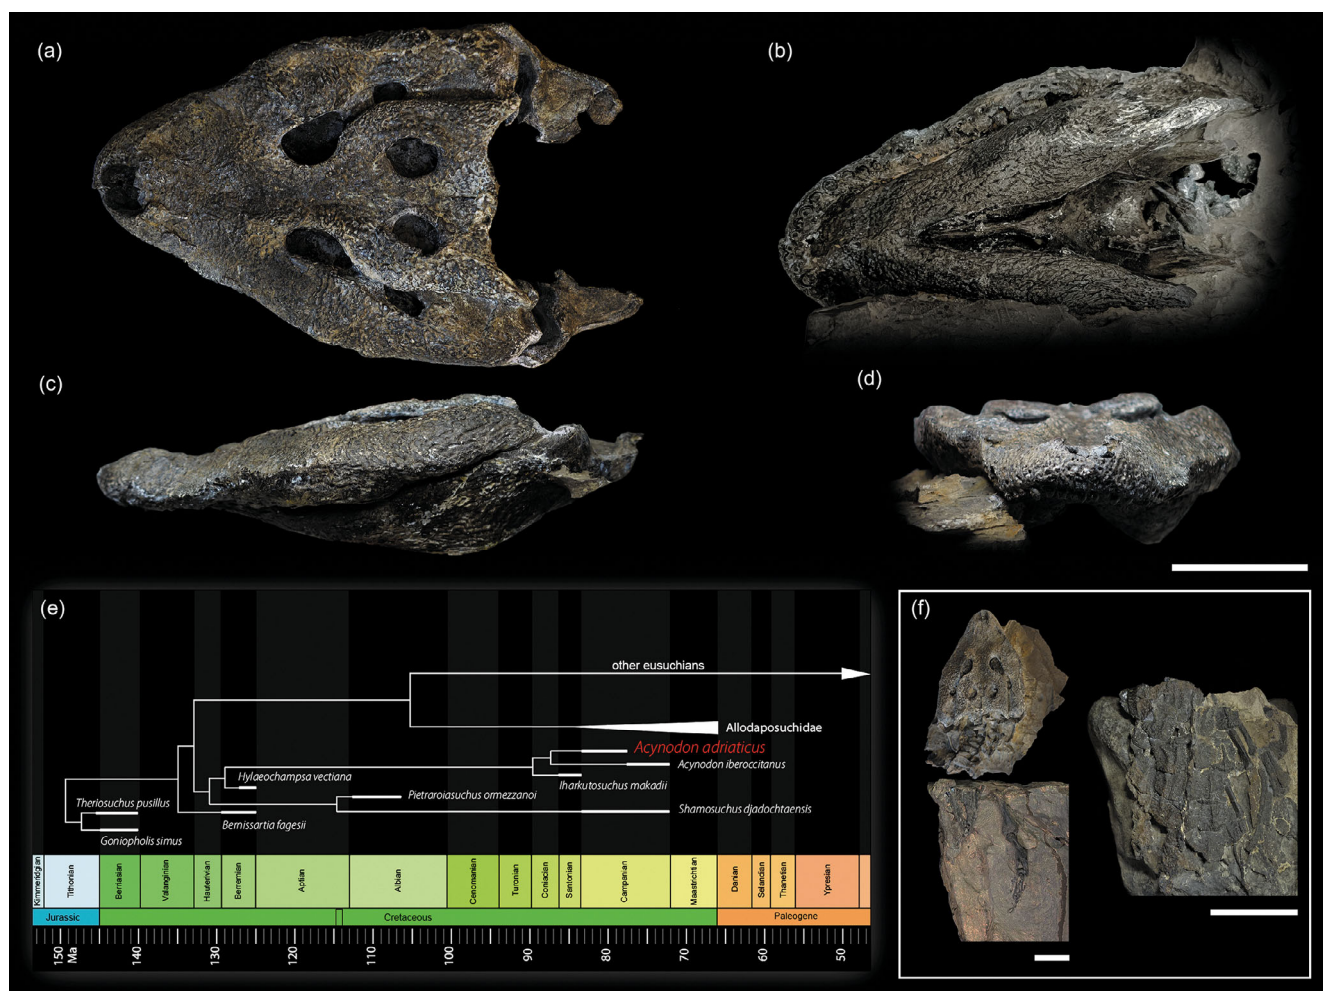 (a)
(b)
(c)
(d)
(e)
other eusuchians
Allodaposuchidae
Acynodon adriaticus
Acynodon iberoccitanus
Hylaeochampsa vectiana
Iharkutosuchus makadii
Pietraroiasuchus ormezzanoi
Theriosuchus pusillus
Shamosuchus djadochtaensis
Bernissartia fagesii
Goniopholis simus
Kimmeridgian
Tithonian
Berriasian
Valanginian
Hauterivian
Barremian
Aptian
Albian
Cenomanian
Turonian
Coniacian
Santonian
Campanian
Maastrichtian
Danian
Selandian
Thanetian
Ypresian
Jurassic
Cretaceous
Paleogene
150
Ma
140
130
120
110
100
90
80
70
60
50
(f)